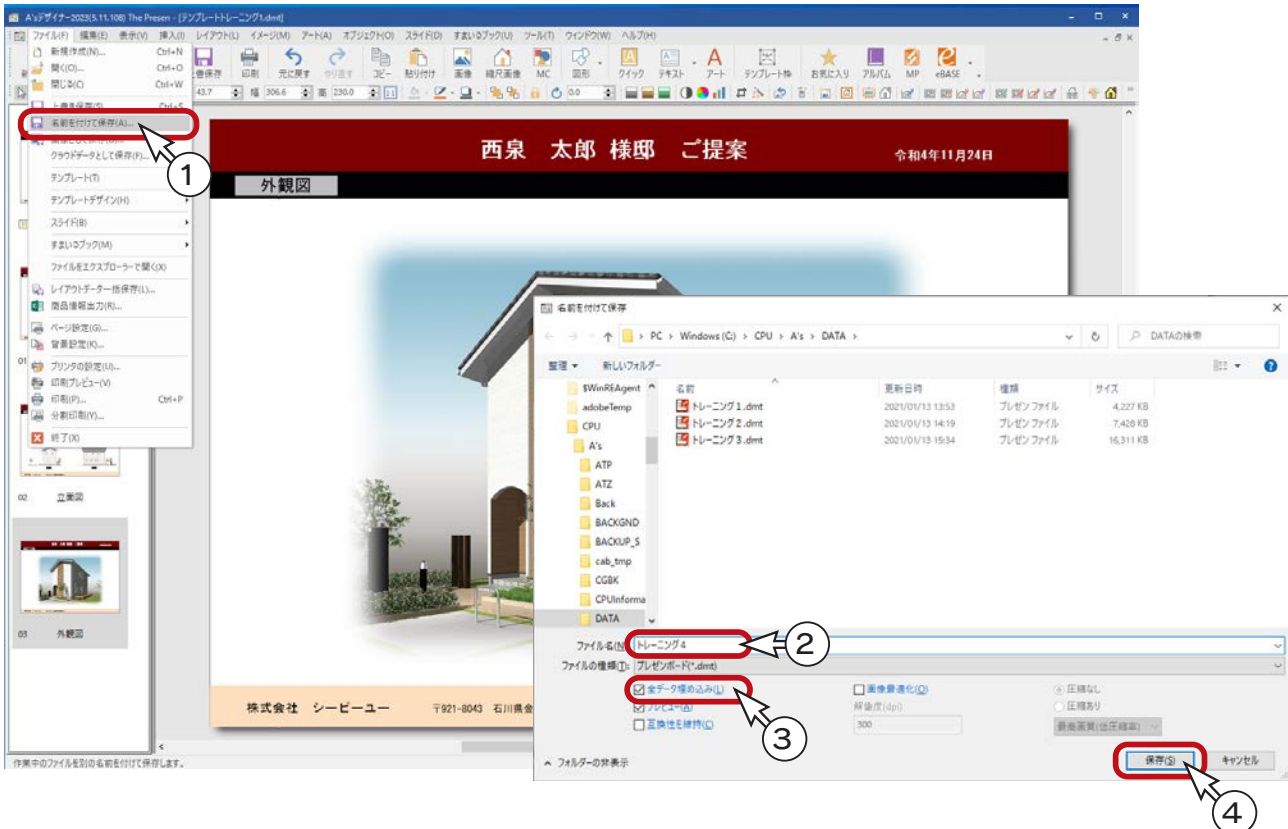 A'sデザイナー2023(5.11.108) The Presen - [テンプレートトレーニング1.dmt]
ファイル(F) 編集(E) 表示(V) 挿入(I) レイアウト(L) イメージ(M) アート(A) オブジェクト(O) スライド(D) すまいるブック(U) ツール(T) ウィンドウ(W) ヘルプ(H)
上書保存 印刷 元に戻す やり直す コピー 貼り付け 画像 縮尺画像 MC 図形 クイック テキスト アート テンプレート枠 お気に入り アルバム MP eBASE
43.7 幅 306.6 高 230.0 0.0
新規作成(N)... Ctrl+N
開く(O)... Ctrl+O
閉じる(C) Ctrl+W
上書き保存(S) Ctrl+S
名前を付けて保存(A)...
クラウドデータとして保存(F)...
テンプレート(T)
テンプレートデザイン(H)
スライド(B)
すまいるブック(M)
ファイルをエクスプローラーで開く(X)
レイアウトデータ一括保存(L)...
商品情報出力(R)...
ページ設定(G)...
背景設定(K)...
プリンタの設定(U)...
印刷プレビュー(V)
印刷(P)... Ctrl+P
分割印刷(Y)...
終了(X)
1
01
02 立面図
03 外観図
西泉 太郎 様邸 ご提案
令和4年11月24日
外観図
株式会社 シーピーユー 〒921-8043 石川県金
作業中のファイルを別の名前を付けて保存します。
名前を付けて保存
PC > Windows (C:) > CPU > A's > DATA >
DATAの検索
整理 新しいフォルダー
$WinREAgent
adobeTemp
CPU
A's
ATP
ATZ
Back
BACKGND
BACKUP_S
cab_tmp
CGBK
CPUInforma
DATA
名前 更新日時 種類 サイズ
トレーニング1.dmt 2021/01/13 13:53 プレゼン ファイル 4,227 KB
トレーニング2.dmt 2021/01/13 14:19 プレゼン ファイル 7,428 KB
トレーニング3.dmt 2021/01/13 15:34 プレゼン ファイル 16,311 KB
ファイル名(N) トレーニング4
2
ファイルの種類(T): プレゼンボード(*.dmt)
全データ埋め込み(L)
プレビュー(A)
互換性を維持(C)
3
画像最適化(O)
解像度(dpi)
300
圧縮なし
圧縮あり
最高画質(低圧縮率)
フォルダーの非表示
保存(S) キャンセル
4